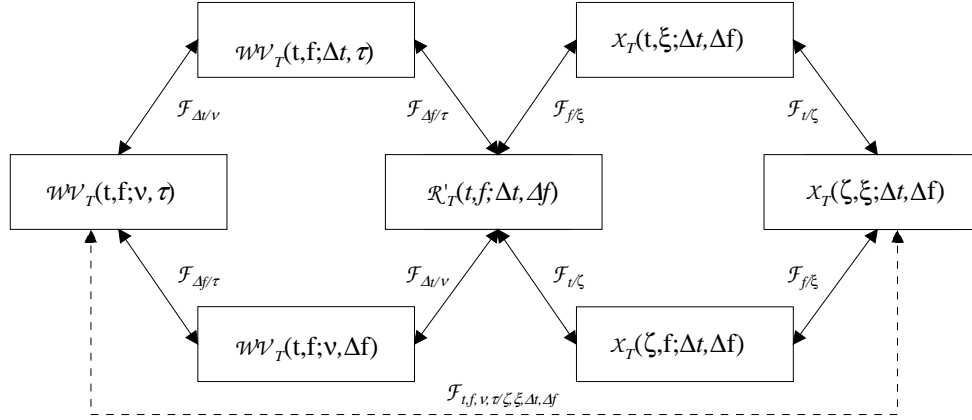 𝒲𝒱_T(t,f;Δt,τ)
X_T(t,ξ;Δt,Δf)
ℱ_Δt/ν
ℱ_Δf/τ
ℱ_f/ξ
ℱ_t/ζ
𝒲𝒱_T(t,f;ν,τ)
ℛ'_T(t,f;Δt,Δf)
X_T(ζ,ξ;Δt,Δf)
ℱ_Δf/τ
ℱ_Δt/ν
ℱ_t/ζ
ℱ_f/ξ
𝒲𝒱_T(t,f;ν,Δf)
X_T(ζ,f;Δt,Δf)
ℱ_t,f,ν,τ/ζ,ξ,Δt,Δf